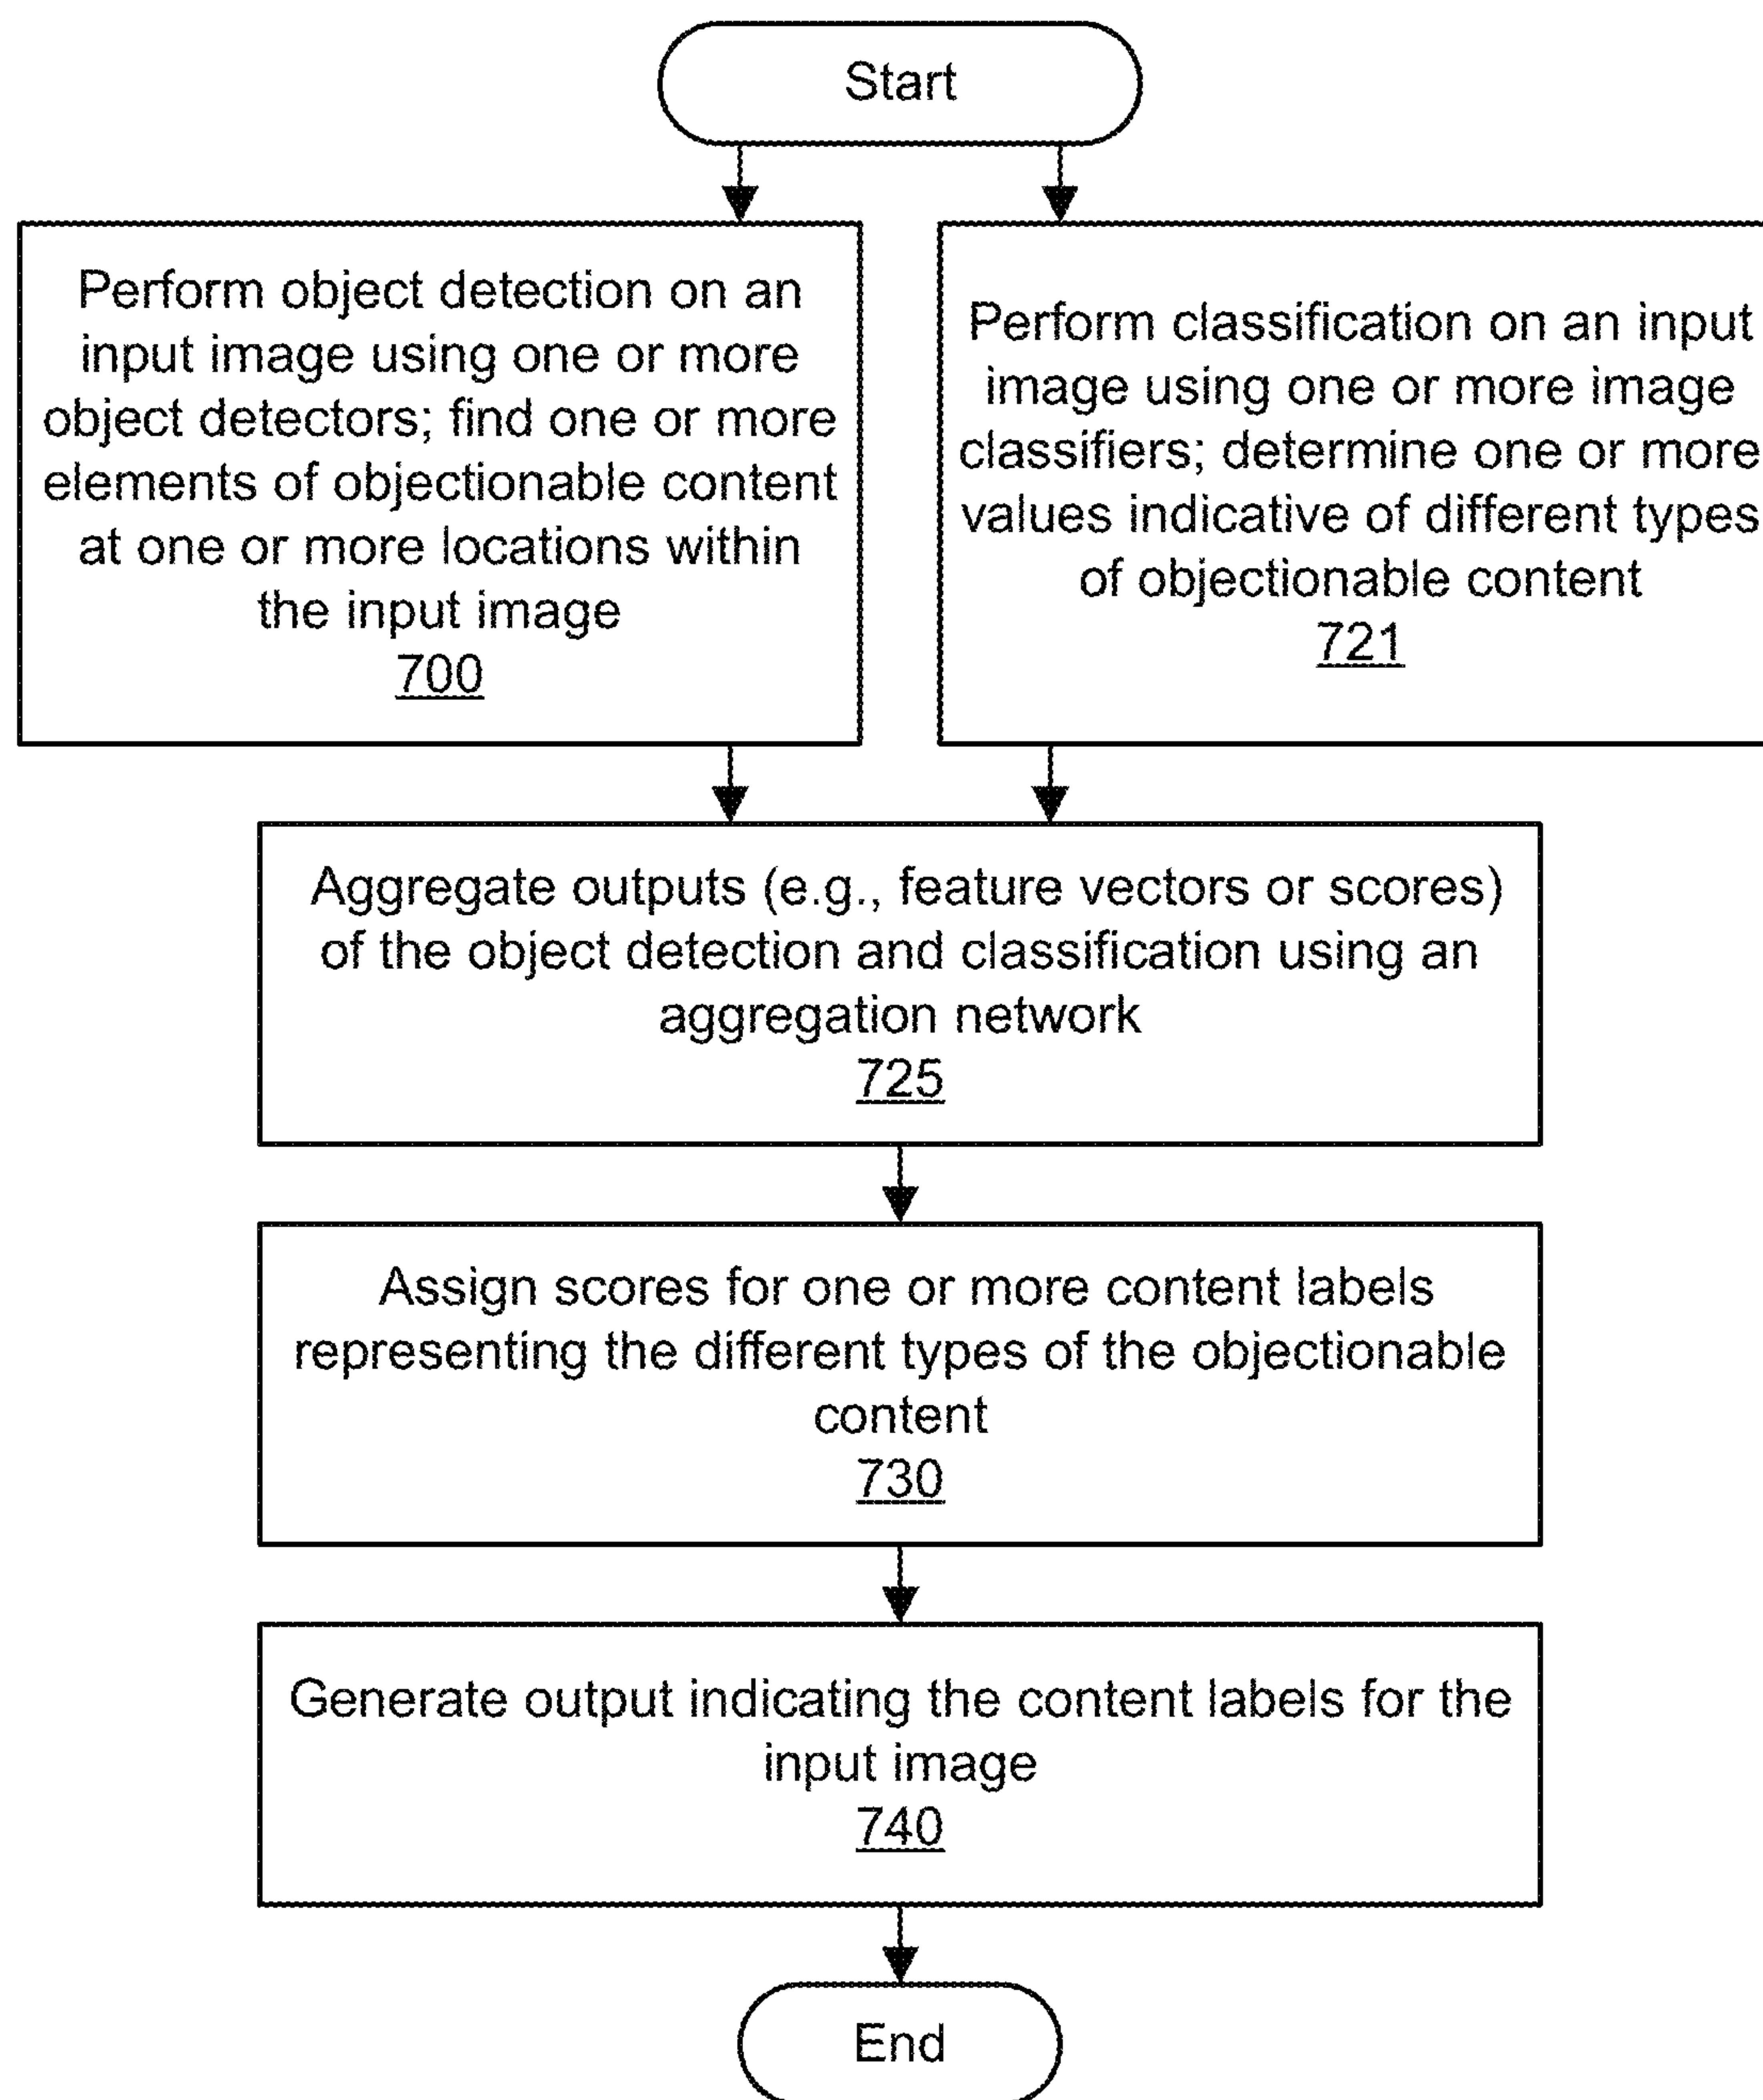 Start
Perform object detection on an
input image using one or more
object detectors; find one or more
elements of objectionable content
at one or more locations within
the input image
700
Perform classification on an input
image using one or more image
classifiers; determine one or more
values indicative of different types
of objectionable content
721
Aggregate outputs (e.g., feature vectors or scores)
of the object detection and classification using an
aggregation network
725
Assign scores for one or more content labels
representing the different types of the objectionable
content
730
Generate output indicating the content labels for the
input image
740
End